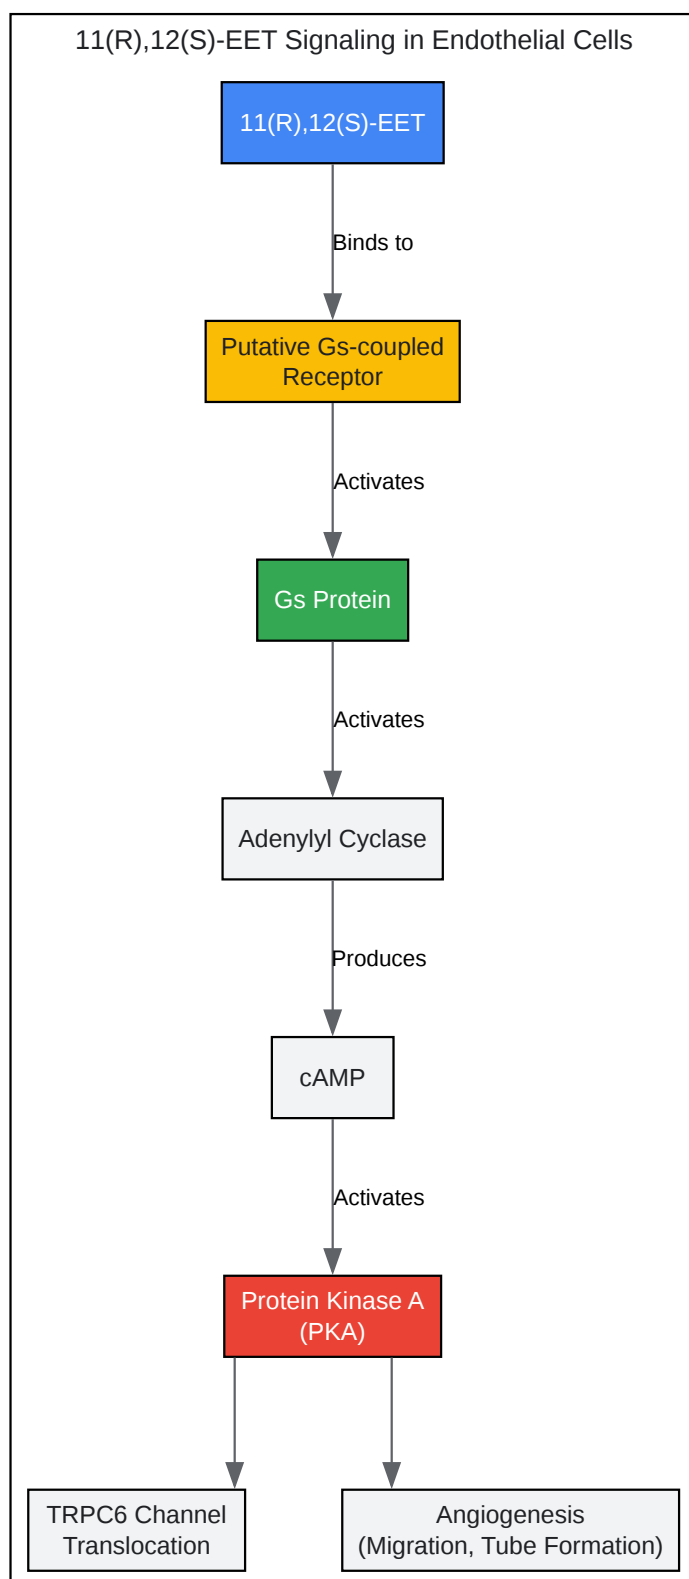 11(R),12(S)-EET Signaling in Endothelial Cells
11(R),12(S)-EET
Binds to
Putative Gs-coupled
Receptor
Activates
Gs Protein
Activates
Adenylyl Cyclase
Produces
cAMP
Activates
Protein Kinase A
(PKA)
TRPC6 Channel
Translocation
Angiogenesis
(Migration, Tube Formation)